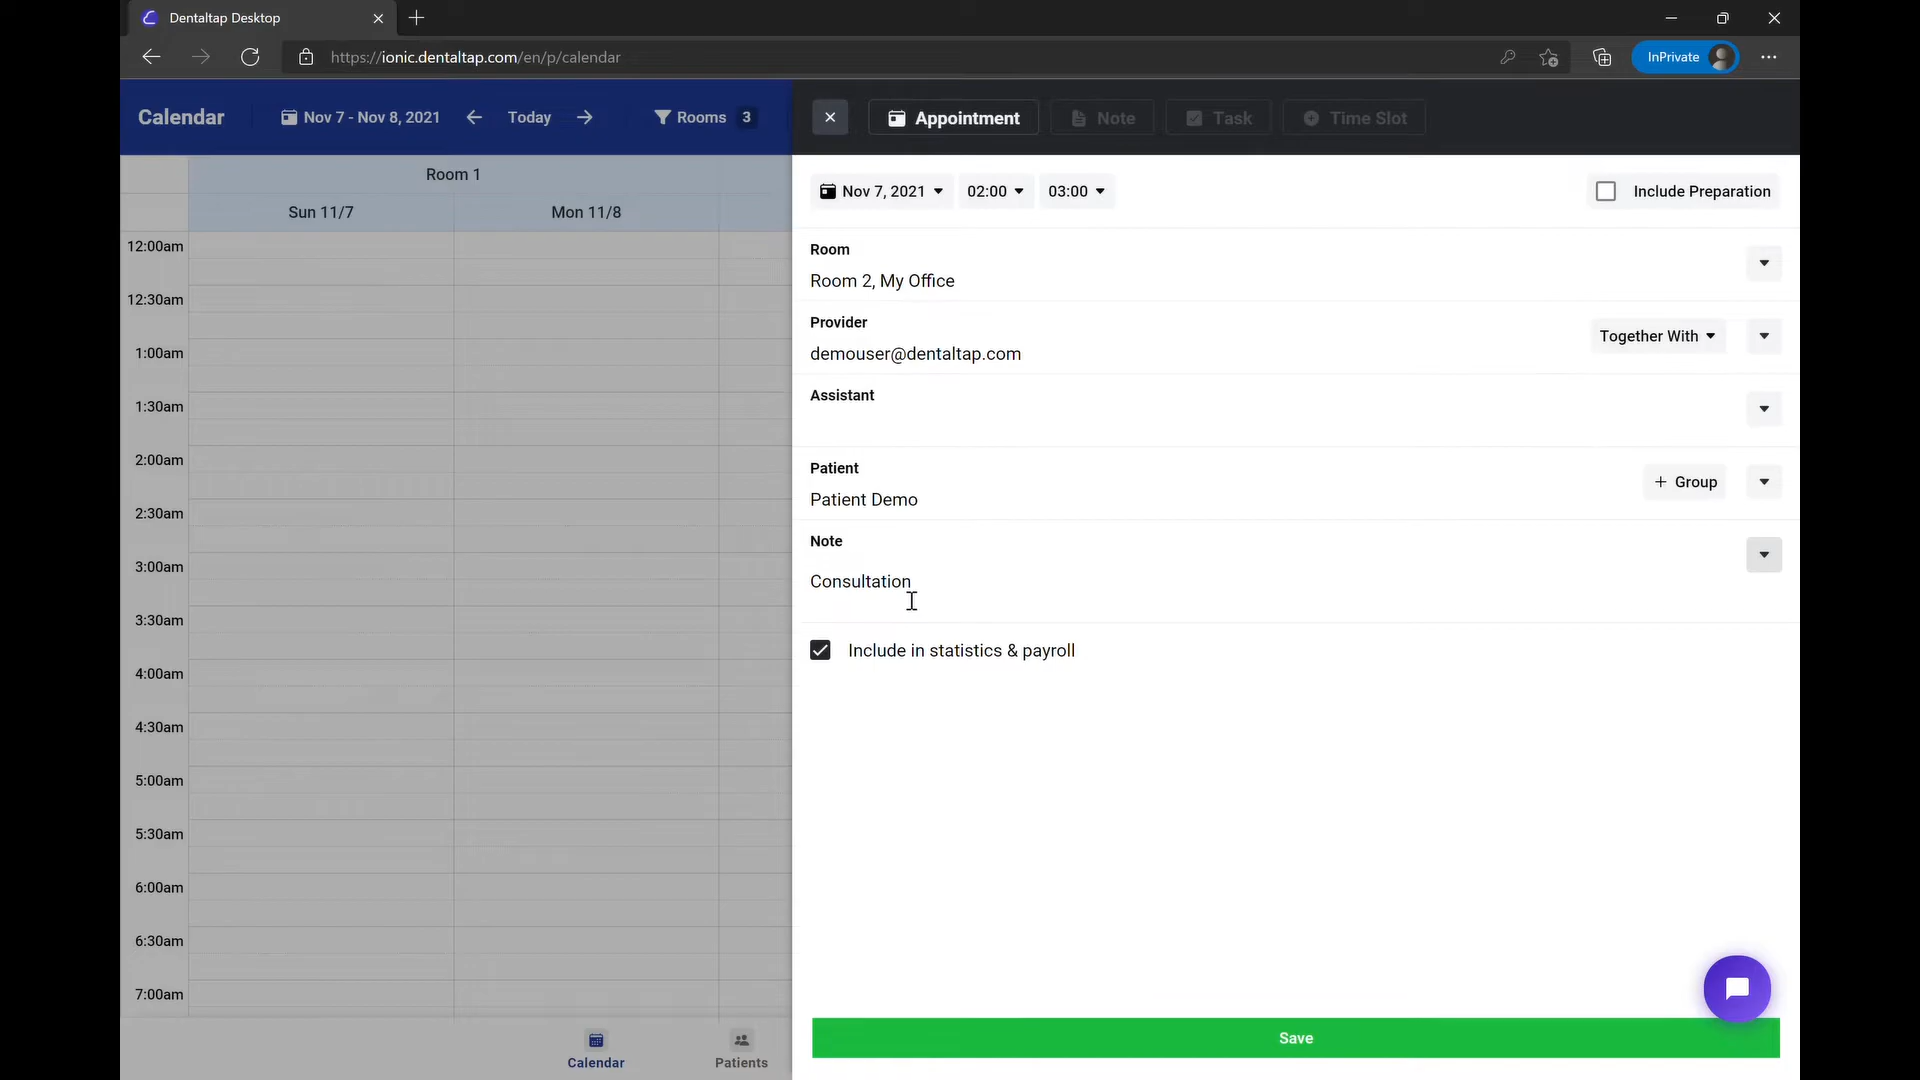 Dentaltap Desktop
https://ionic.dentaltap.com/en/p/calendar
InPrivate
Calendar
Nov 7 - Nov 8, 2021
Today
Rooms 3
Appointment
Note
Task
Time Slot
Room 1
Sun 11/7
Mon 11/8
12:00am
12:30am
1:00am
1:30am
2:00am
2:30am
3:00am
3:30am
4:00am
4:30am
5:00am
5:30am
6:00am
6:30am
7:00am
Nov 7, 2021
02:00
03:00
Include Preparation
Room
Room 2, My Office
Provider
Together With
demouser@dentaltap.com
Assistant
Patient
+ Group
Patient Demo
Note
Consultation
Include in statistics & payroll
Save
Calendar
Patients